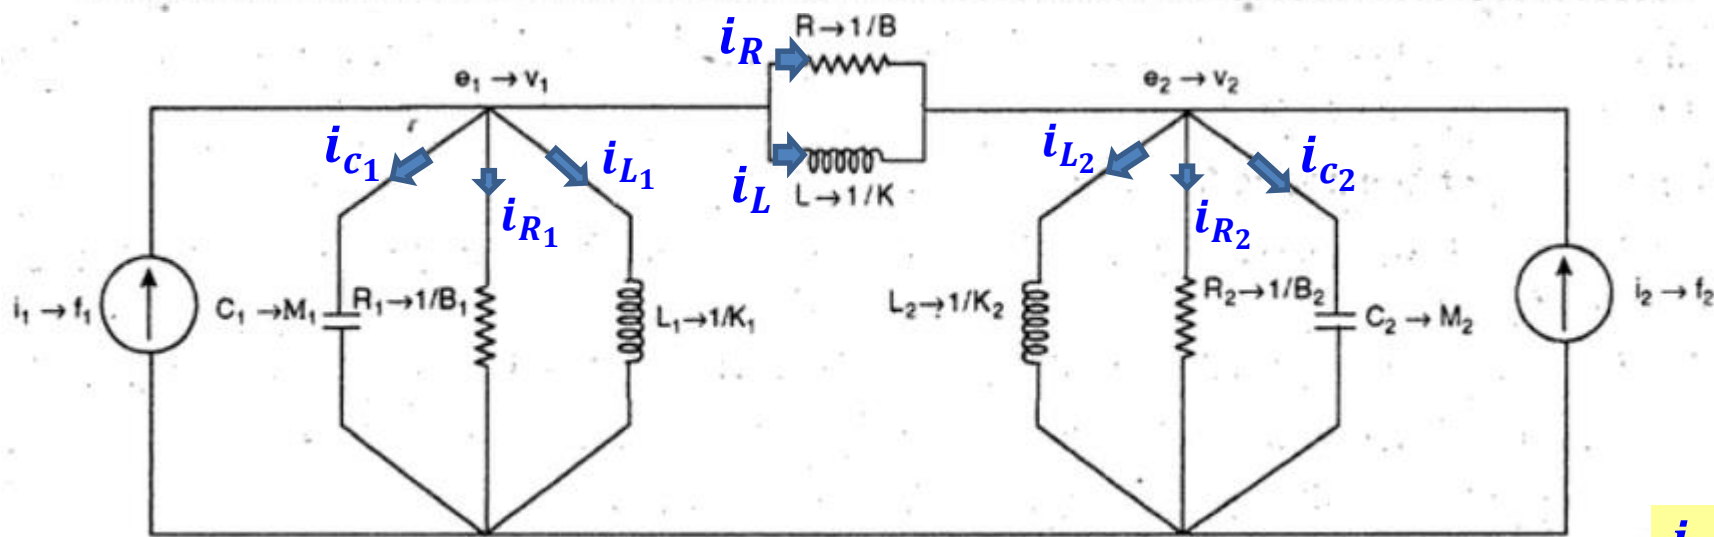 i_R R→1/B
e₁ → v₁
e₂ → v₂
i_{c₁}
i_{L₁}
i_L L→1/K
i_{L₂}
i_{c₂}
i_{R₁}
i_{R₂}
i₁ → f₁
C₁ →M₁
R₁→1/B₁
L₁→1/K₁
L₂→1/K₂
R₂→1/B₂
C₂ → M₂
i₂ → f₂